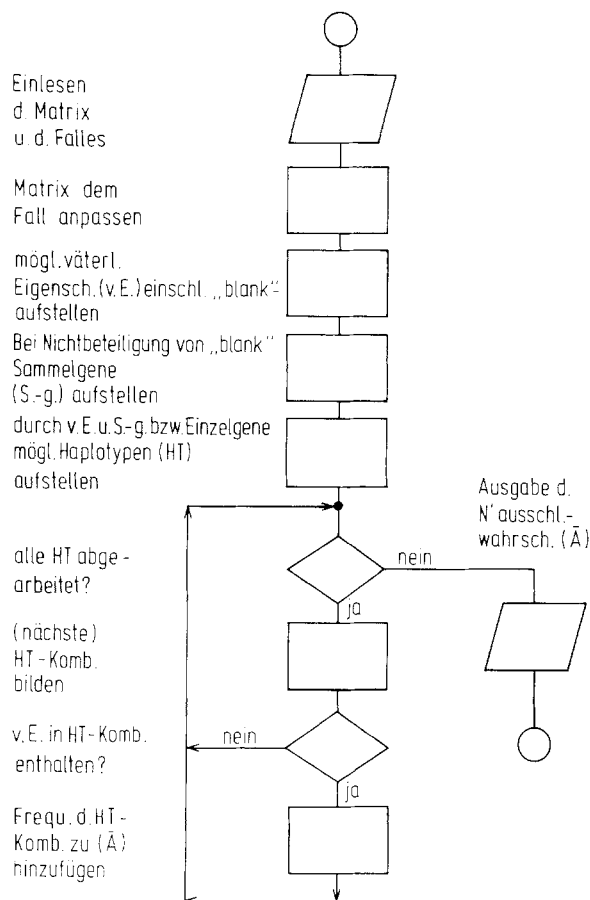 Einlesen
d. Matrix
u. d. Falles
Matrix dem
Fall anpassen
mögl. väterl.
Eigensch. (v. E.) einschl. „blank“
aufstellen
Bei Nichtbeteiligung von „blank“
Sammelgene
(S.-g.) aufstellen
durch v. E. u. S.-g. bzw. Einzelgene
mögl. Haplotypen (HT)
aufstellen
Ausgabe d.
N'ausschl.-
wahrsch. (Ā)
alle HT abge-
arbeitet?
nein
ja
(nächste)
HT-Komb.
bilden
v. E. in HT-Komb.
enthalten?
nein
ja
Frequ. d. HT-
Komb. zu (Ā)
hinzufügen